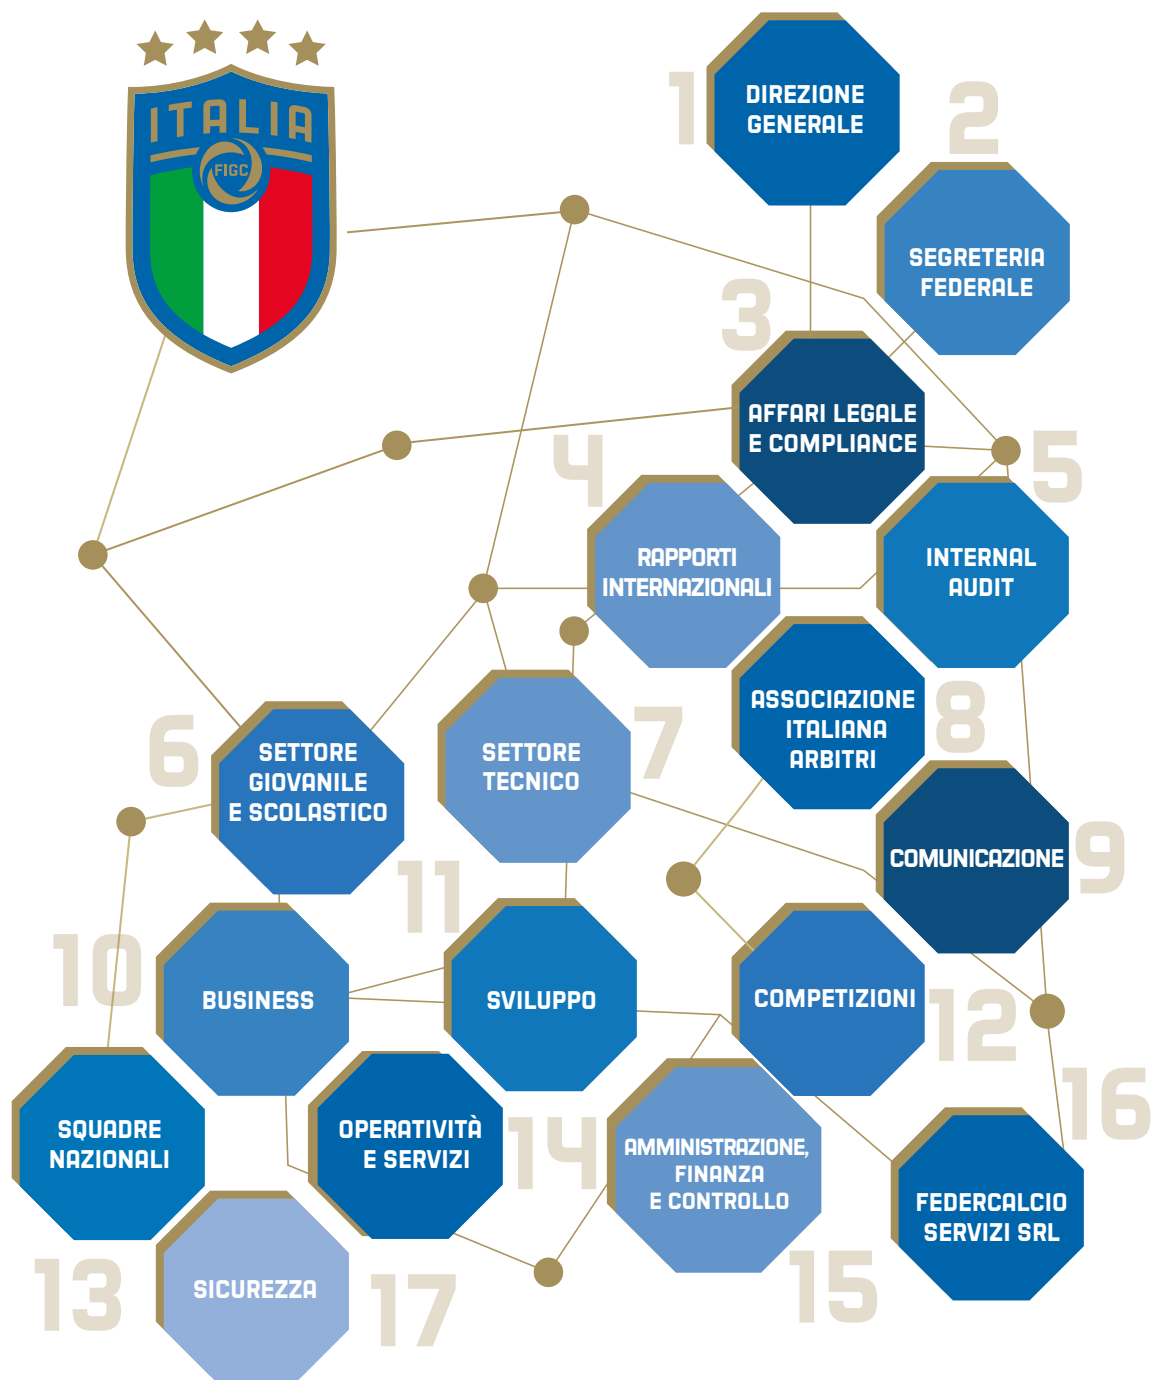 ITALIA
FIGC
1
DIREZIONE
GENERALE
2
SEGRETERIA
FEDERALE
3
AFFARI LEGALE
E COMPLIANCE
4
RAPPORTI
INTERNAZIONALI
5
INTERNAL
AUDIT
6
SETTORE
GIOVANILE
E SCOLASTICO
7
SETTORE
TECNICO
8
ASSOCIAZIONE
ITALIANA
ARBITRI
9
COMUNICAZIONE
10
BUSINESS
11
SVILUPPO
12
COMPETIZIONI
13
SQUADRE
NAZIONALI
14
OPERATIVITÀ
E SERVIZI
15
AMMINISTRAZIONE,
FINANZA
E CONTROLLO
16
FEDERCALCIO
SERVIZI SRL
17
SICUREZZA